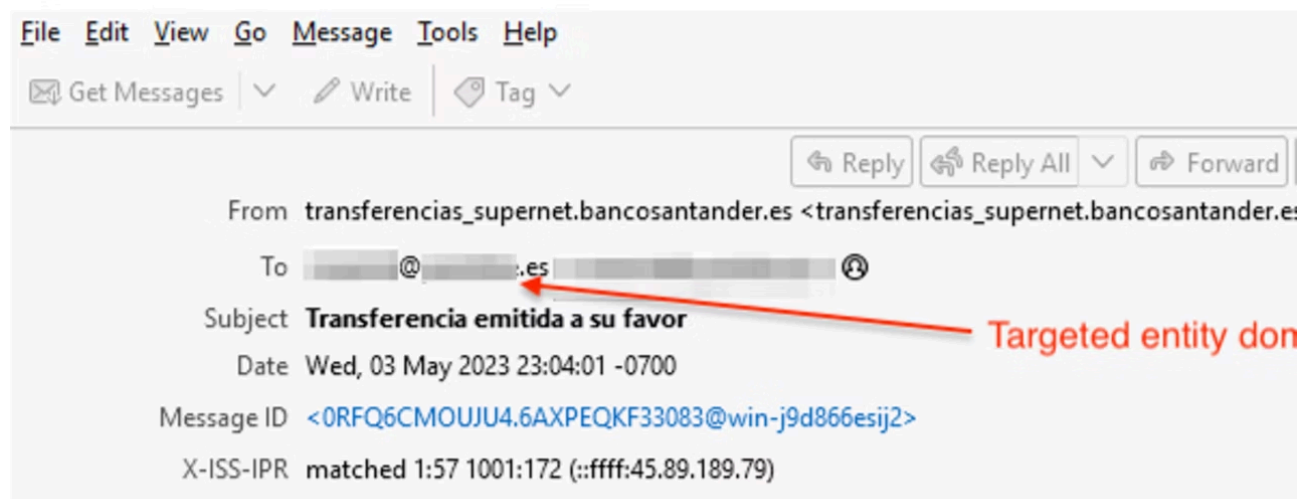 File Edit View Go Message Tools Help
Get Messages Write Tag
Reply Reply All Forward
From transferencias_supernet.bancosantander.es <transferencias_supernet.bancosantander.es
To @ .es
Subject Transferencia emitida a su favor
Targeted entity dom
Date Wed, 03 May 2023 23:04:01 -0700
Message ID <0RFQ6CMOUJU4.6AXPEQKF33083@win-j9d866esij2>
X-ISS-IPR matched 1:57 1001:172 (::ffff:45.89.189.79)